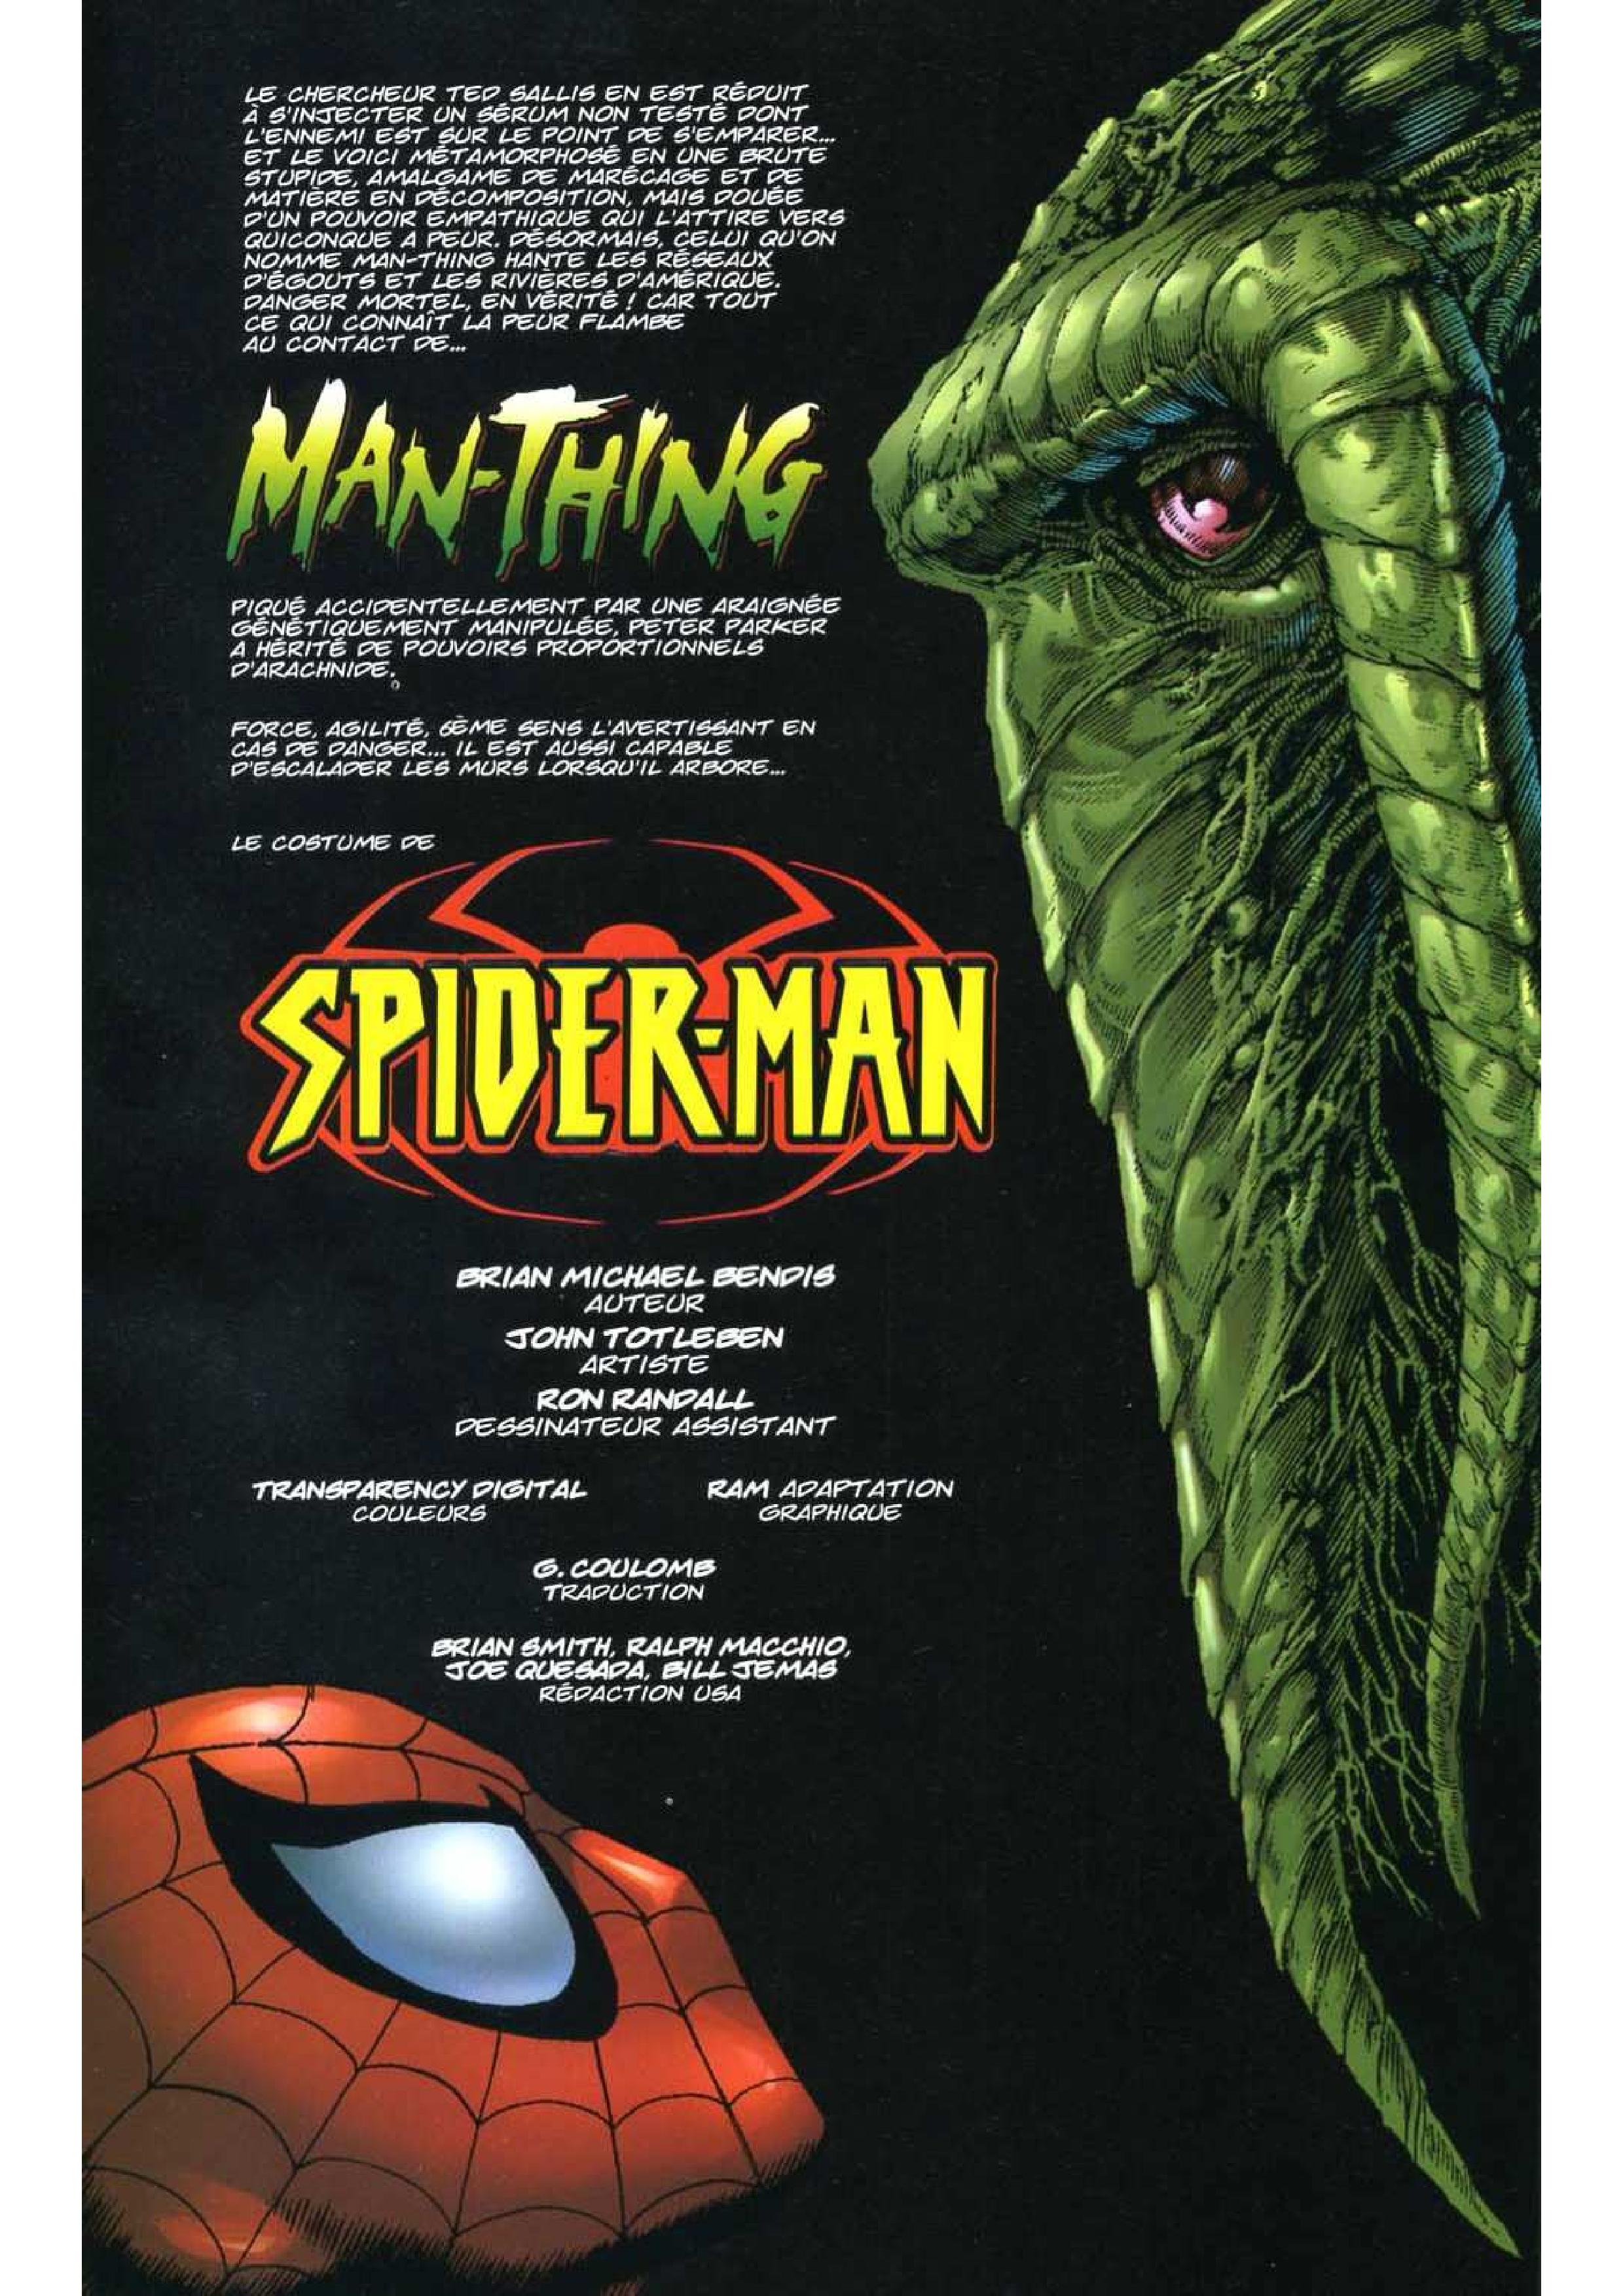 LE CHERCHEUR TED SALLIS EN EST RÉDUIT
À S'INJECTER UN SÉRUM NON TESTÉ DONT
L'ENNEMI EST SUR LE POINT DE S'EMPARER...
ET LE VOICI MÉTAMORPHOSÉ EN UNE BRUTE
STUPIDE, AMALGAME DE MARÉCAGE ET DE
MATIÈRE EN DÉCOMPOSITION, MAIS DOUÉE
D'UN POUVOIR EMPATHIQUE QUI L'ATTIRE VERS
QUICONQUE A PEUR. DÉSORMAIS, CELUI QU'ON
NOMME MAN-THING HANTE LES RÉSEAUX
D'ÉGOUTS ET LES RIVIÈRES D'AMÉRIQUE.
DANGER MORTEL, EN VÉRITÉ ! CAR TOUT
CE QUI CONNAÎT LA PEUR FLAMBE
AU CONTACT DE...
MAN-THING
PIQUÉ ACCIDENTELLEMENT PAR UNE ARAIGNÉE
GÉNÉTIQUEMENT MANIPULÉE, PETER PARKER
A HÉRITÉ DE POUVOIRS PROPORTIONNELS
D'ARACHNIDE.
FORCE, AGILITÉ, 6ÈME SENS L'AVERTISSANT EN
CAS DE DANGER... IL EST AUSSI CAPABLE
D'ESCALADER LES MURS LORSQU'IL ARBORE...
LE COSTUME DE
SPIDER-MAN
BRIAN MICHAEL BENDIS
AUTEUR
JOHN TOTLEBEN
ARTISTE
RON RANDALL
DESSINATEUR ASSISTANT
TRANSPARENCY DIGITAL
COULEURS
RAM ADAPTATION
GRAPHIQUE
G. COULOMB
TRADUCTION
BRIAN SMITH, RALPH MACCHIO,
JOE QUESADA, BILL JEMAS
RÉDACTION USA